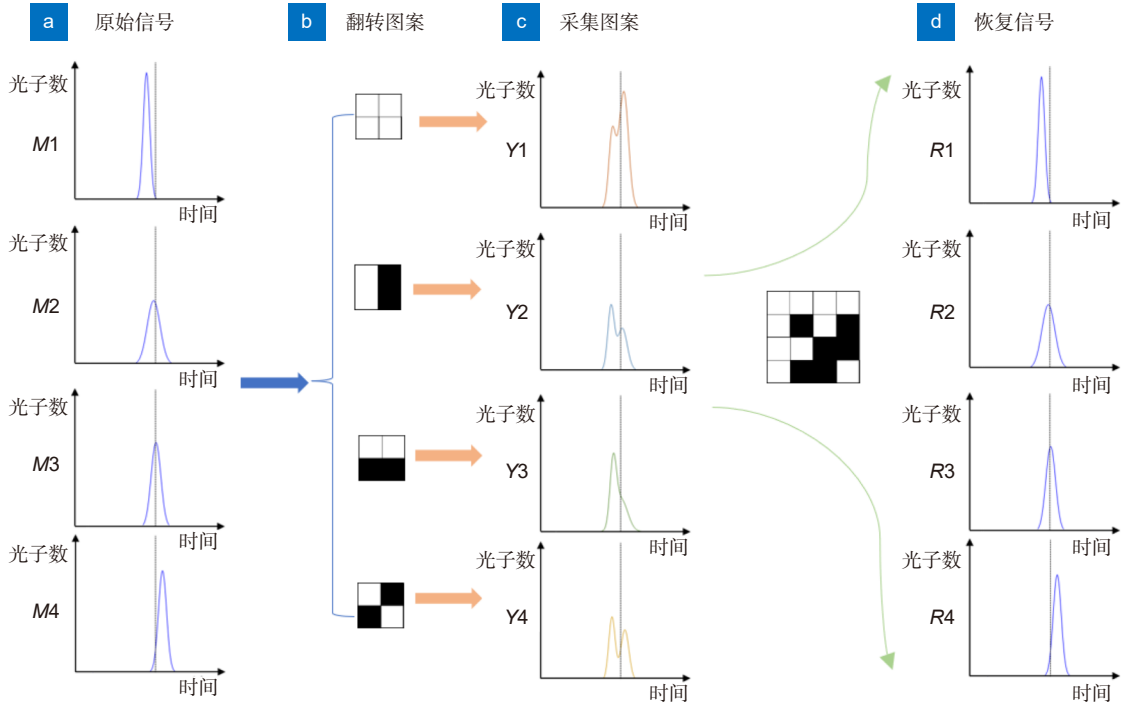 a 原始信号
b 翻转图案
c 采集图案
d 恢复信号
光子数
M1
时间
光子数
M2
时间
光子数
M3
时间
光子数
M4
时间
光子数
Y1
时间
光子数
Y2
时间
光子数
Y3
时间
光子数
Y4
时间
光子数
R1
时间
光子数
R2
时间
光子数
R3
时间
光子数
R4
时间